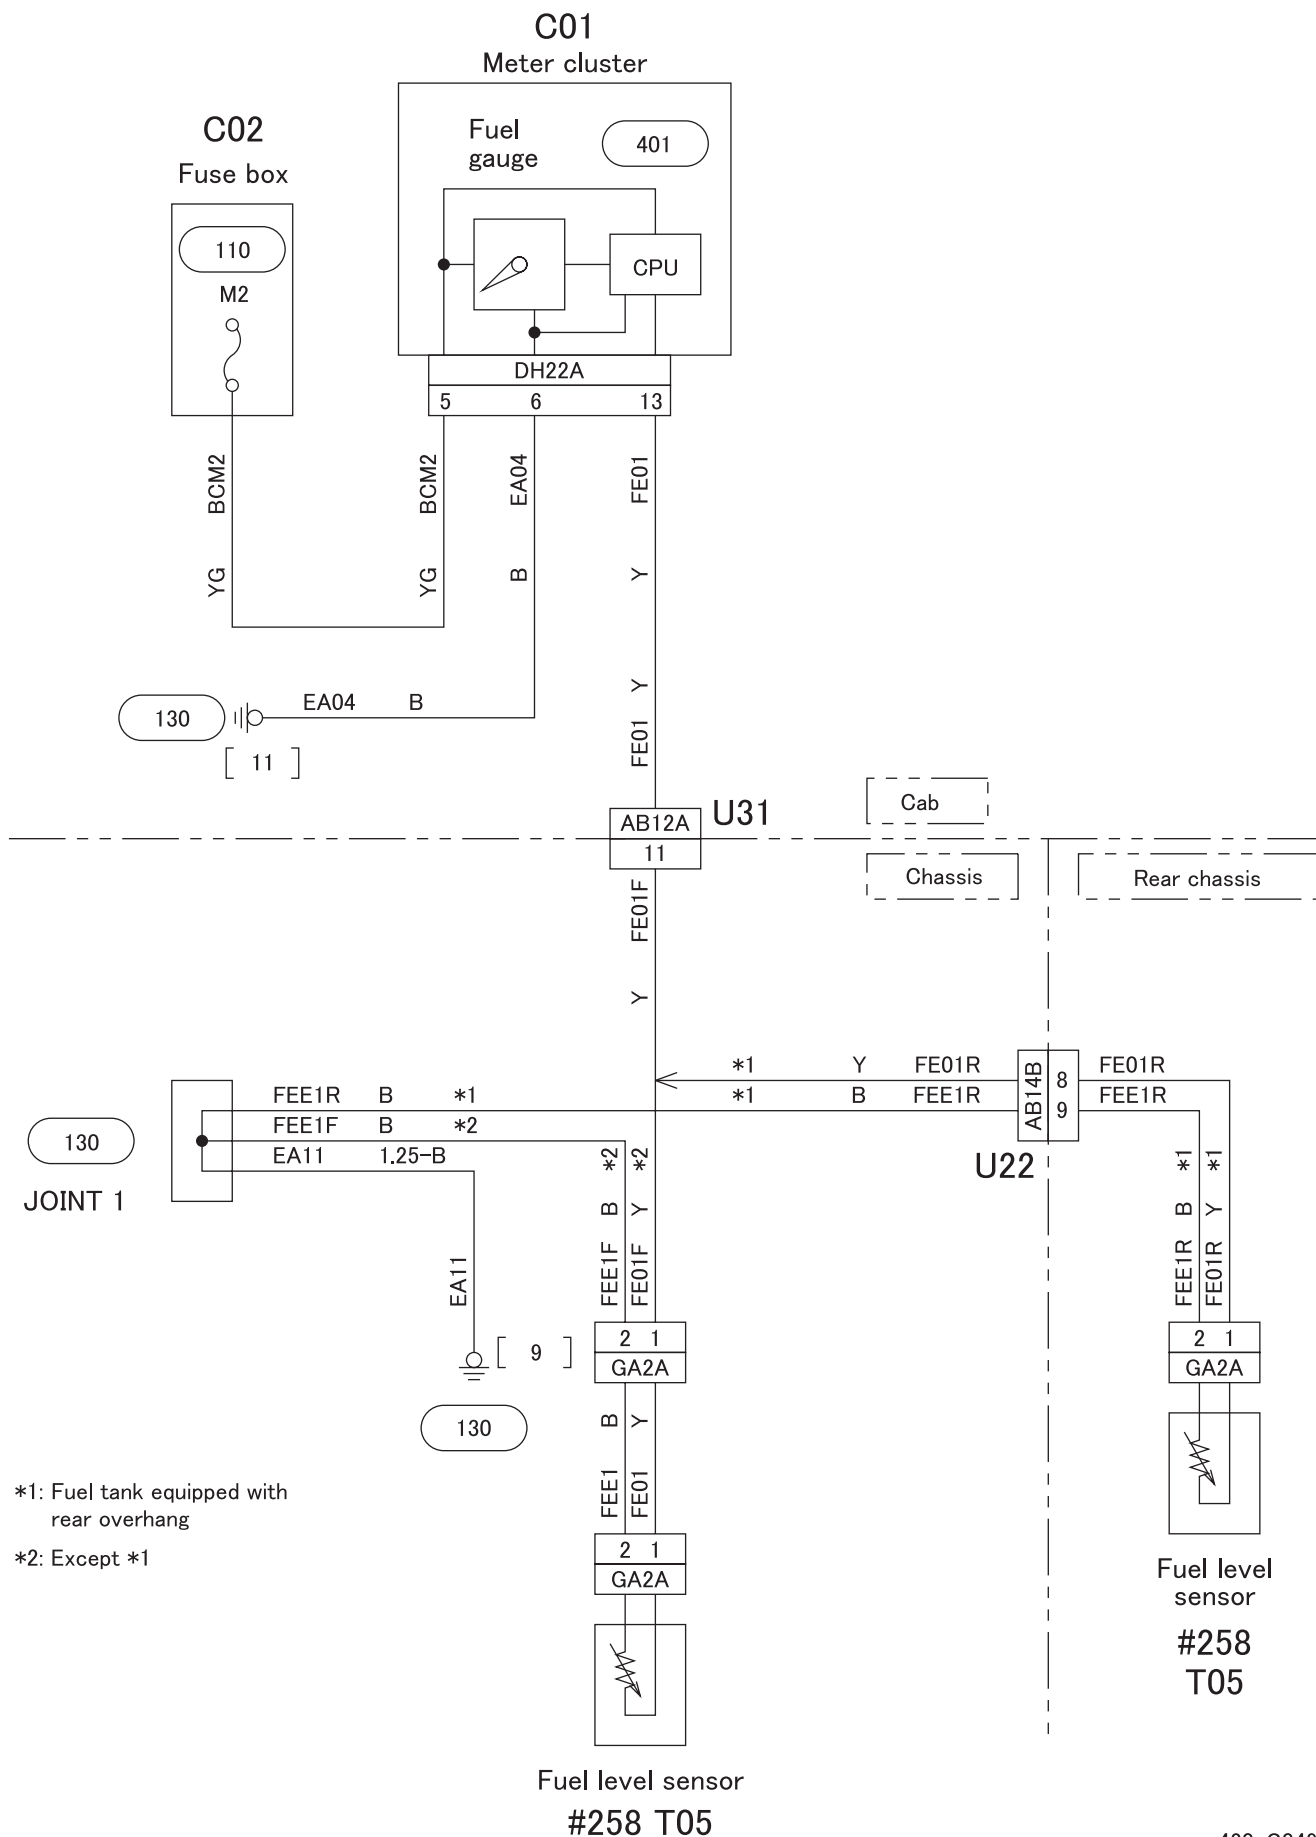 C01
Meter cluster
C02
Fuse box
Fuel
gauge
401
110
M2
CPU
DH22A
5 6 13
BCM2
YG
BCM2
YG
EA04
B
FE01
Y
Y
FE01
130
EA04 B
[ 11 ]
AB12A
11
U31
Cab
Chassis
Rear chassis
FE01F
Y
*1 Y FE01R
*1 B FEE1R
AB14B
8
9
FE01R
FEE1R
U22
130
JOINT 1
FEE1R B *1
FEE1F B *2
EA11 1.25-B
*2
*2
B
Y
FEE1F
FE01F
*1
*1
B
Y
FEE1R
FE01R
EA11
[ 9 ]
130
2 1
GA2A
B
Y
FEE1
FE01
2 1
GA2A
2 1
GA2A
*1: Fuel tank equipped with
rear overhang
*2: Except *1
Fuel level
sensor
#258
T05
Fuel level sensor
#258 T05